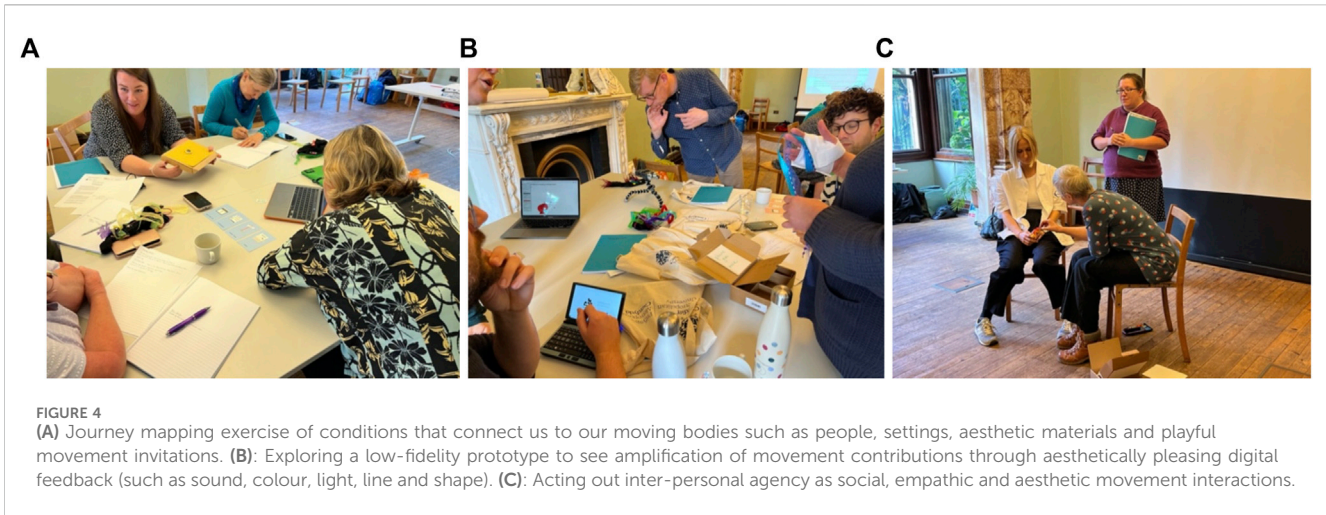 A
B
C
FIGURE 4
(A) Journey mapping exercise of conditions that connect us to our moving bodies such as people, settings, aesthetic materials and playful
movement invitations. (B): Exploring a low-fidelity prototype to see amplification of movement contributions through aesthetically pleasing digital
feedback (such as sound, colour, light, line and shape). (C): Acting out inter-personal agency as social, empathic and aesthetic movement interactions.